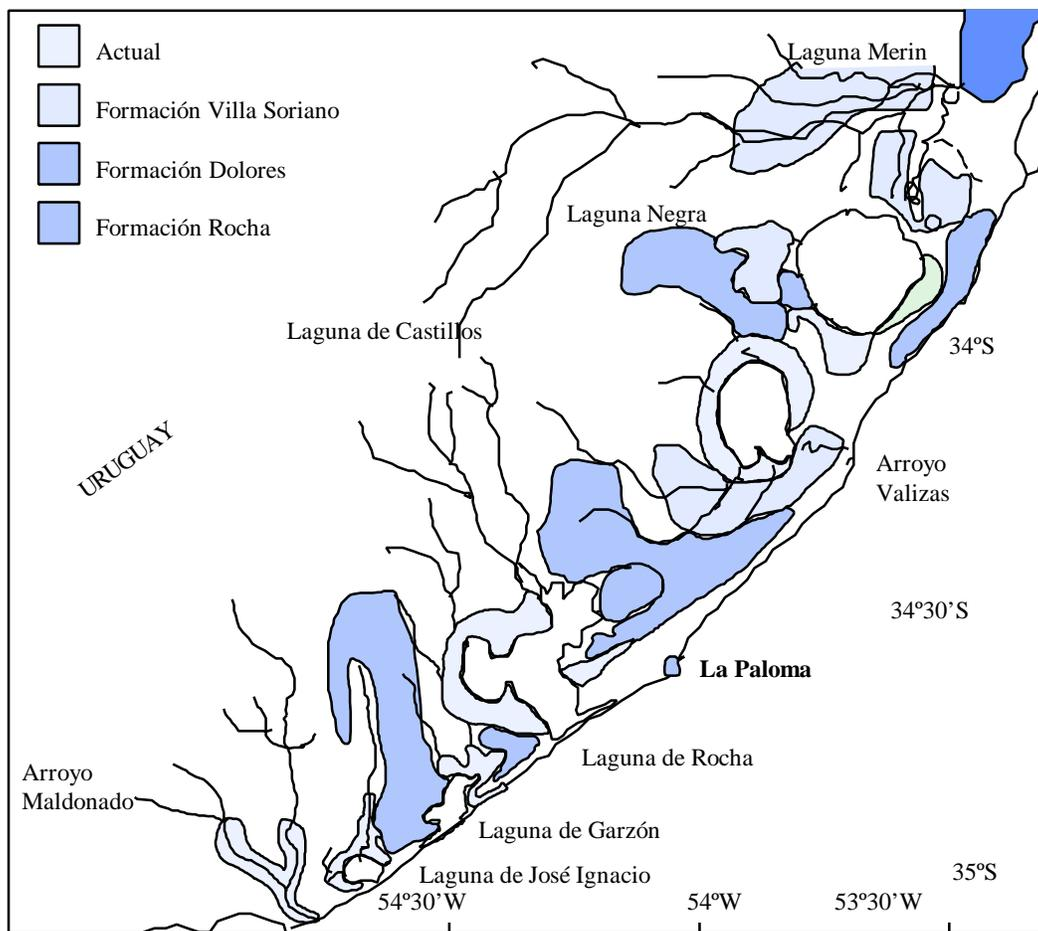 Actual
Formación Villa Soriano
Formación Dolores
Formación Rocha
Laguna Merin
Laguna Negra
Laguna de Castillos
34ºS
URUGUAY
Arroyo
Valizas
34º30’S
La Paloma
Laguna de Rocha
Arroyo
Maldonado
Laguna de Garzón
Laguna de José Ignacio
35ºS
54º30’W
54ºW
53º30’W